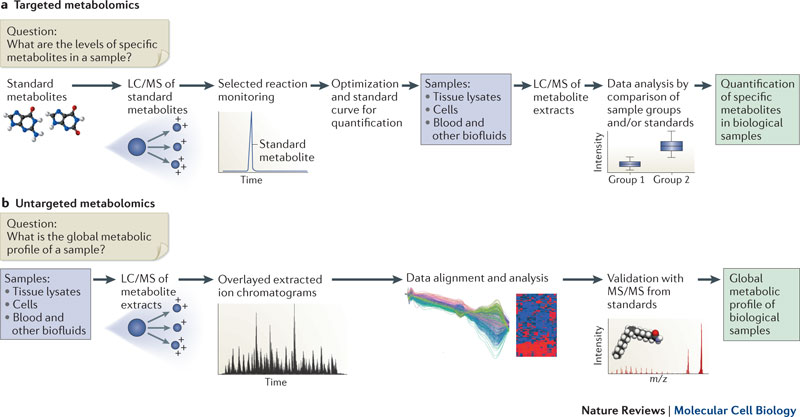 a Targeted metabolomics
Question:
What are the levels of specific
metabolites in a sample?
Standard
metabolites
LC/MS of
standard
metabolites
+
+
+
+
+
+
Selected reaction
monitoring
Standard
metabolite
Time
Optimization
and standard
curve for
quantification
Samples:
• Tissue lysates
• Cells
• Blood and
other biofluids
LC/MS of
metabolite
extracts
Data analysis by
comparison of
sample groups
and/or standards
Intensity
Group 1 Group 2
Quantification
of specific
metabolites
in biological
samples
b Untargeted metabolomics
Question:
What is the global metabolic
profile of a sample?
Samples:
• Tissue lysates
• Cells
• Blood and
other biofluids
LC/MS of
metabolite
extracts
+
+
+
+
+
+
Overlayed extracted
ion chromatograms
Time
Data alignment and analysis
Validation with
MS/MS from
standards
Intensity
m/z
Global
metabolic
profile of
biological
samples
Nature Reviews | Molecular Cell Biology